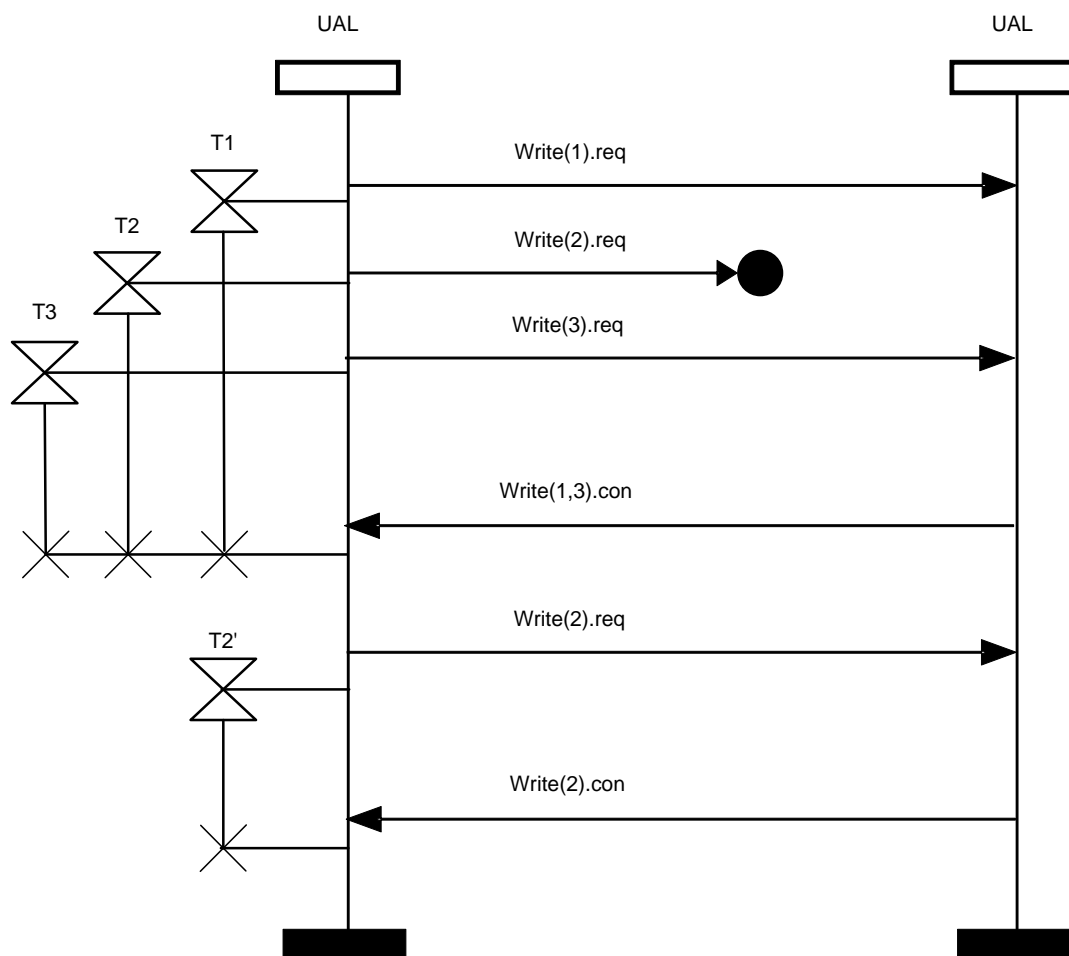 UAL
UAL
T1
Write(1).req
T2
Write(2).req
T3
Write(3).req
Write(1,3).con
Write(2).req
T2'
Write(2).con